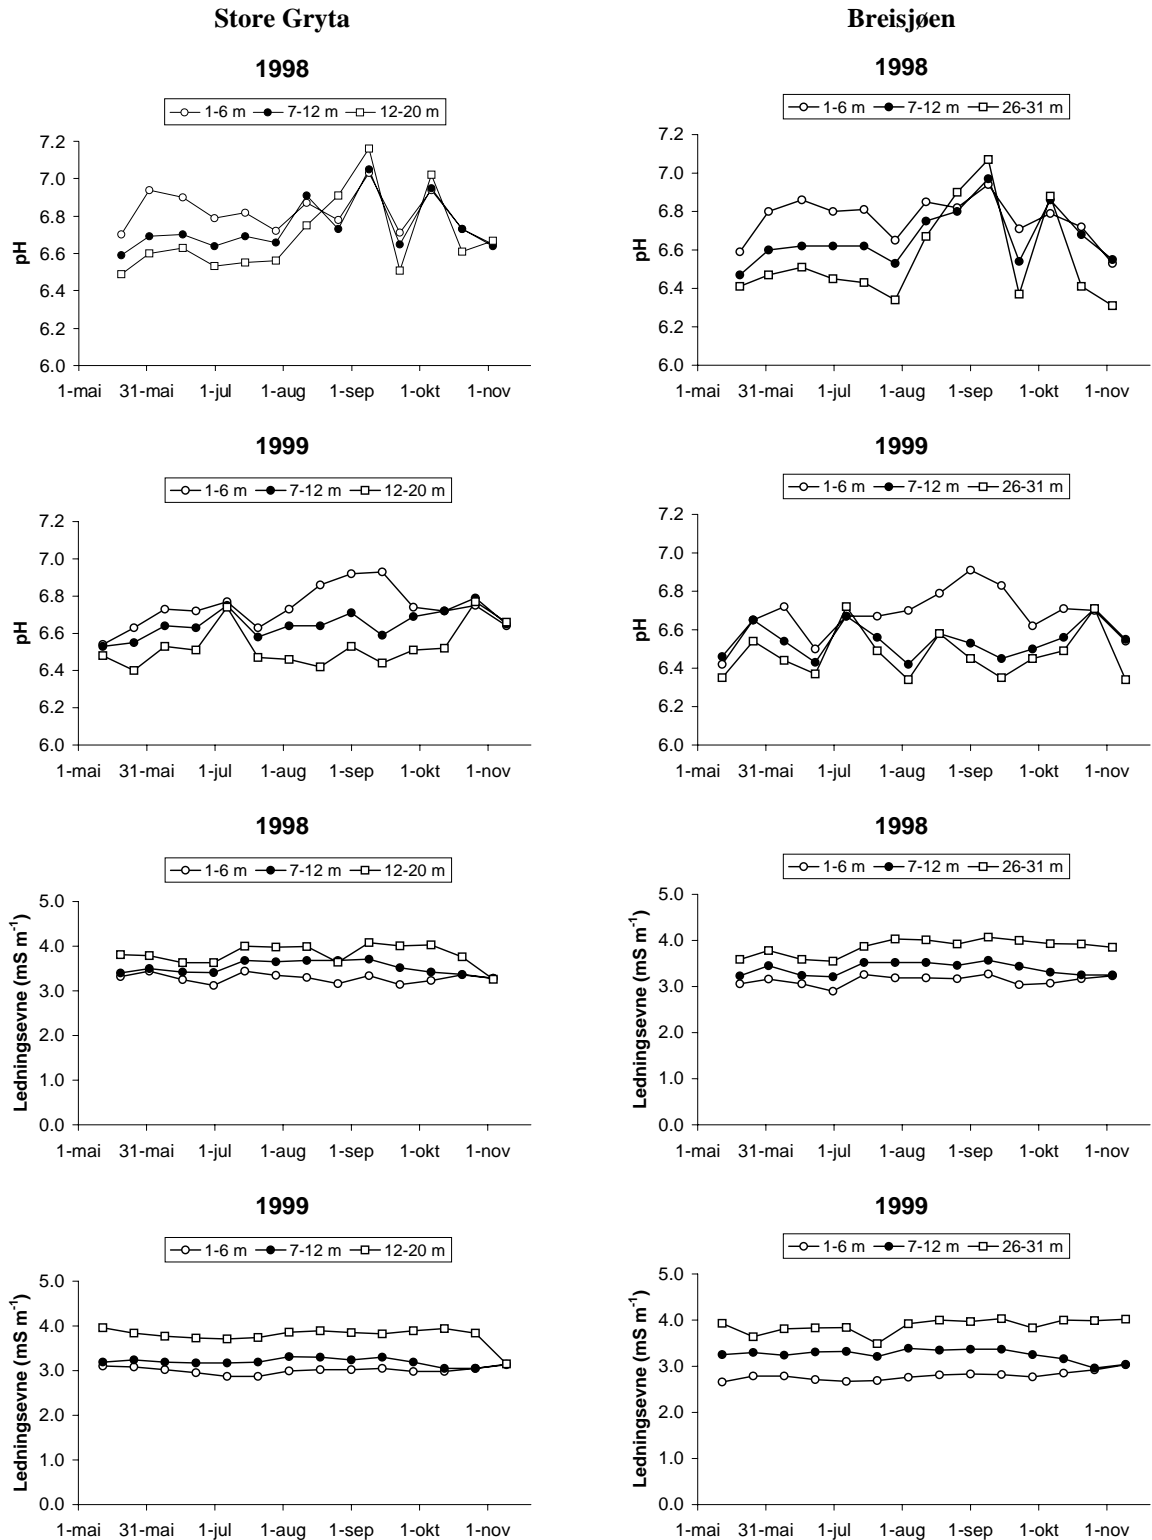 Store Gryta
Breisjøen
1998
1-6 m 7-12 m 12-20 m
7.2
7.0
6.8
6.6
6.4
6.2
6.0
pH
1-mai 31-mai 1-jul 1-aug 1-sep 1-okt 1-nov
1998
1-6 m 7-12 m 26-31 m
7.2
7.0
6.8
6.6
6.4
6.2
6.0
pH
1-mai 31-mai 1-jul 1-aug 1-sep 1-okt 1-nov
1999
1-6 m 7-12 m 12-20 m
7.2
7.0
6.8
6.6
6.4
6.2
6.0
pH
1-mai 31-mai 1-jul 1-aug 1-sep 1-okt 1-nov
1999
1-6 m 7-12 m 26-31 m
7.2
7.0
6.8
6.6
6.4
6.2
6.0
pH
1-mai 31-mai 1-jul 1-aug 1-sep 1-okt 1-nov
1998
1-6 m 7-12 m 12-20 m
5.0
4.0
3.0
2.0
1.0
0.0
Ledningsevne (mS m⁻¹)
1-mai 31-mai 1-jul 1-aug 1-sep 1-okt 1-nov
1998
1-6 m 7-12 m 26-31 m
5.0
4.0
3.0
2.0
1.0
0.0
Ledningsevne (mS m⁻¹)
1-mai 31-mai 1-jul 1-aug 1-sep 1-okt 1-nov
1999
1-6 m 7-12 m 12-20 m
5.0
4.0
3.0
2.0
1.0
0.0
Ledningsevne (mS m⁻¹)
1-mai 31-mai 1-jul 1-aug 1-sep 1-okt 1-nov
1999
1-6 m 7-12 m 26-31 m
5.0
4.0
3.0
2.0
1.0
0.0
Ledningsevne (mS m⁻¹)
1-mai 31-mai 1-jul 1-aug 1-sep 1-okt 1-nov